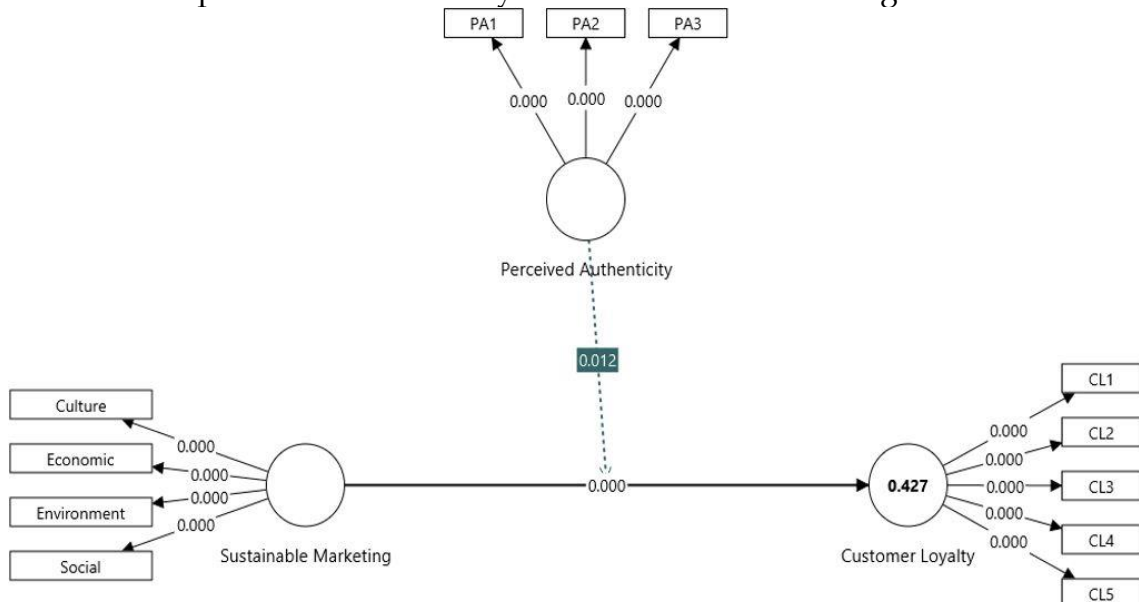 PA1
PA2
PA3
0.000
0.000
0.000
Perceived Authenticity
0.012
Culture
Economic
Environment
Social
0.000
0.000
0.000
0.000
Sustainable Marketing
0.000
0.427
Customer Loyalty
0.000
0.000
0.000
0.000
0.000
CL1
CL2
CL3
CL4
CL5